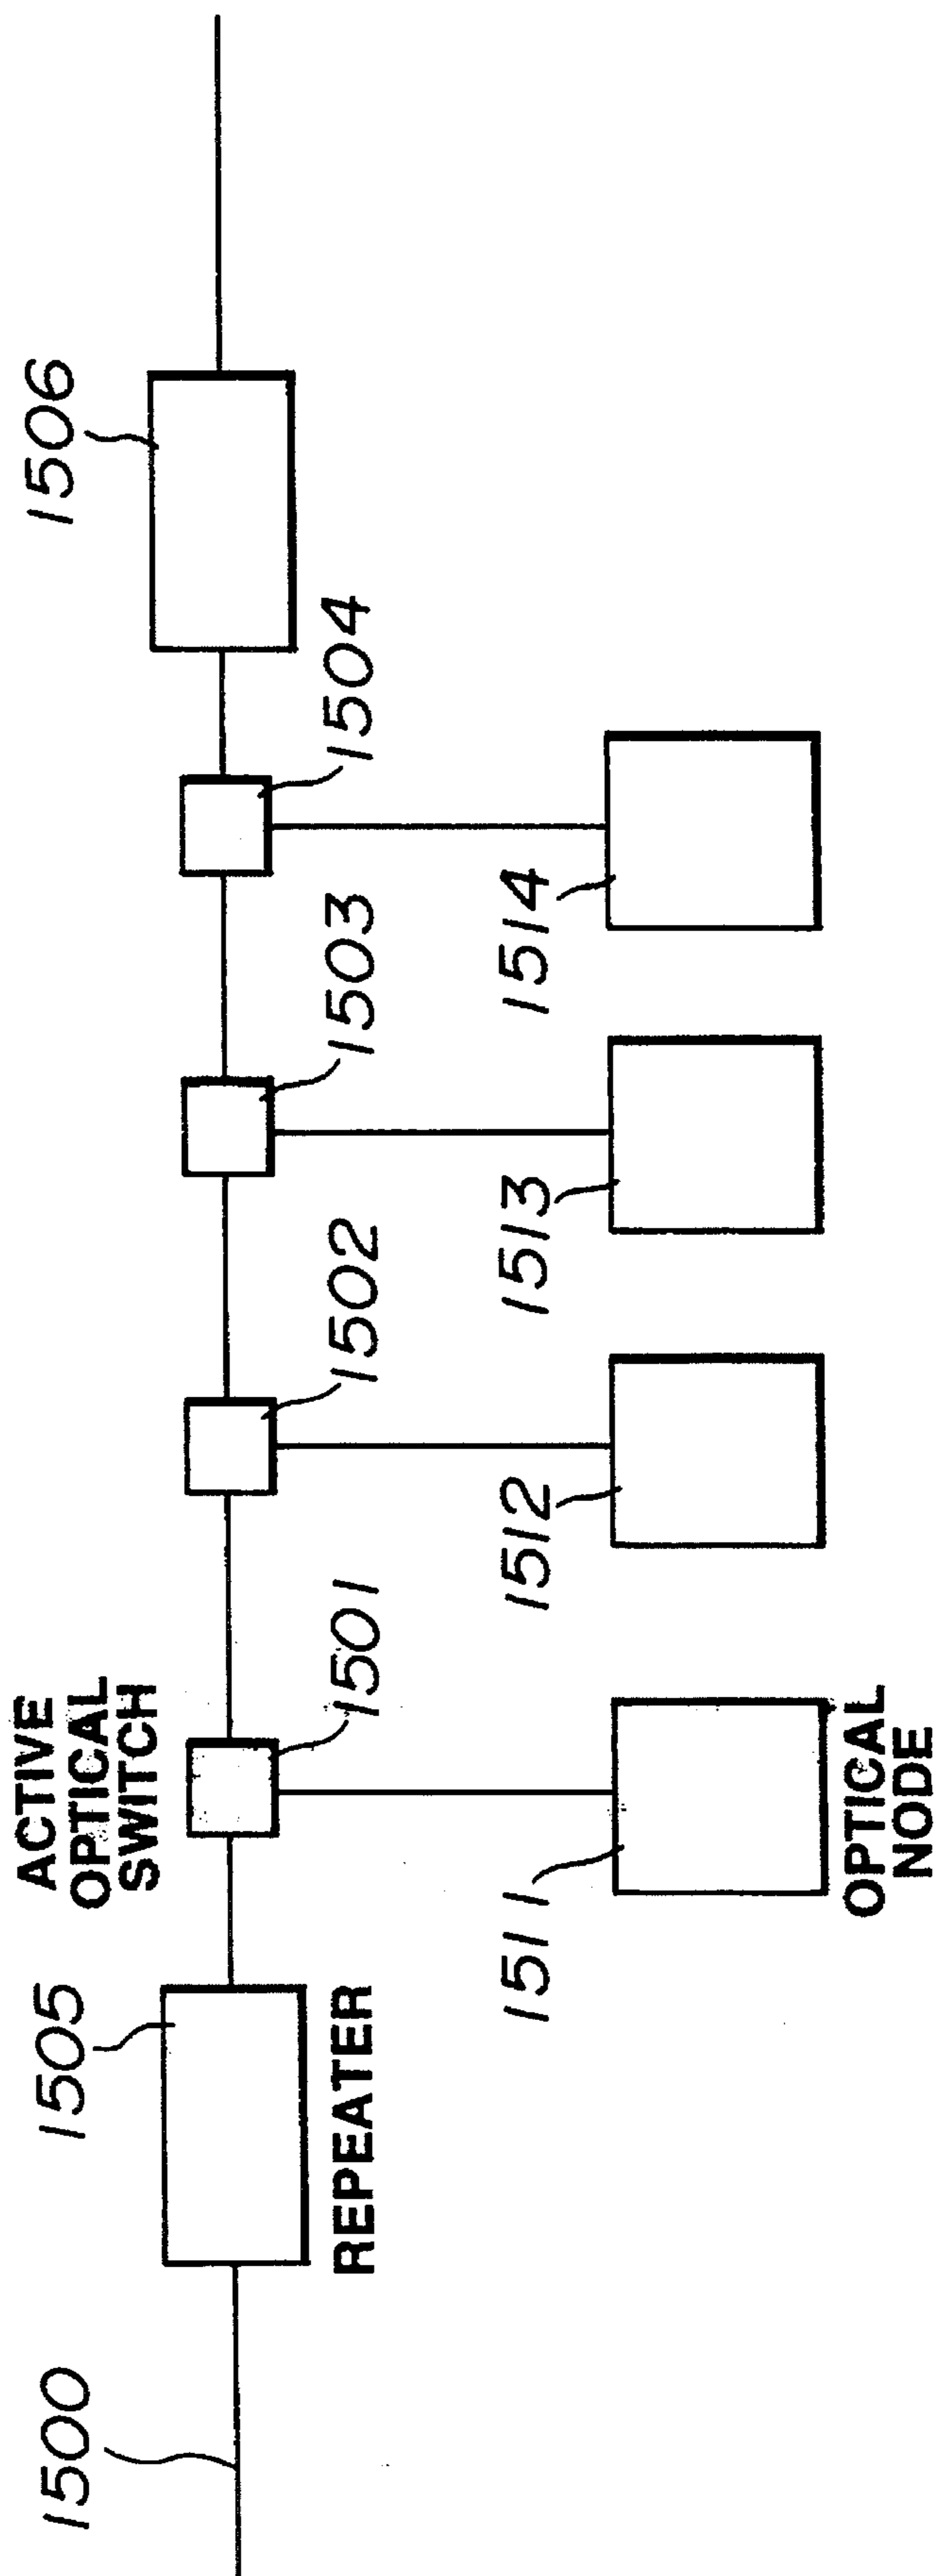 1500
1505
REPEATER
ACTIVE
OPTICAL
SWITCH
1501
1502
1503
1504
1506
1511
OPTICAL
NODE
1512
1513
1514